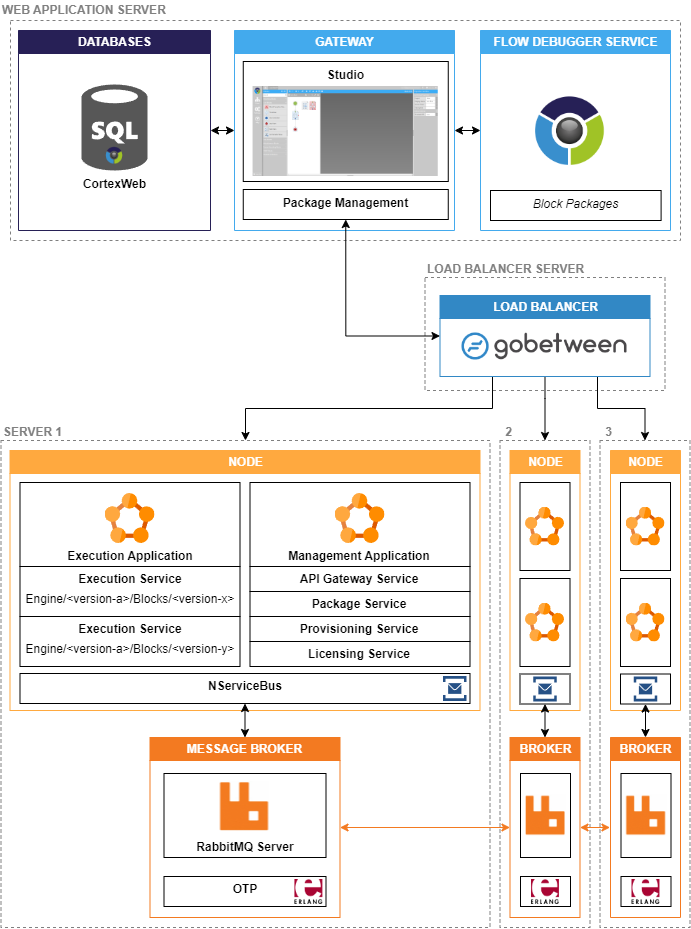 WEB APPLICATION SERVER
DATABASES
SQL
CortexWeb
GATEWAY
Studio
Package Management
FLOW DEBUGGER SERVICE
Block Packages
LOAD BALANCER SERVER
LOAD BALANCER
gobetween
SERVER 1
NODE
Execution Application
Execution Service
Engine/<version-a>/Blocks/<version-x>
Execution Service
Engine/<version-a>/Blocks/<version-y>
Management Application
API Gateway Service
Package Service
Provisioning Service
Licensing Service
NServiceBus
MESSAGE BROKER
RabbitMQ Server
OTP
ERLANG
2
NODE
BROKER
ERLANG
3
NODE
BROKER
ERLANG